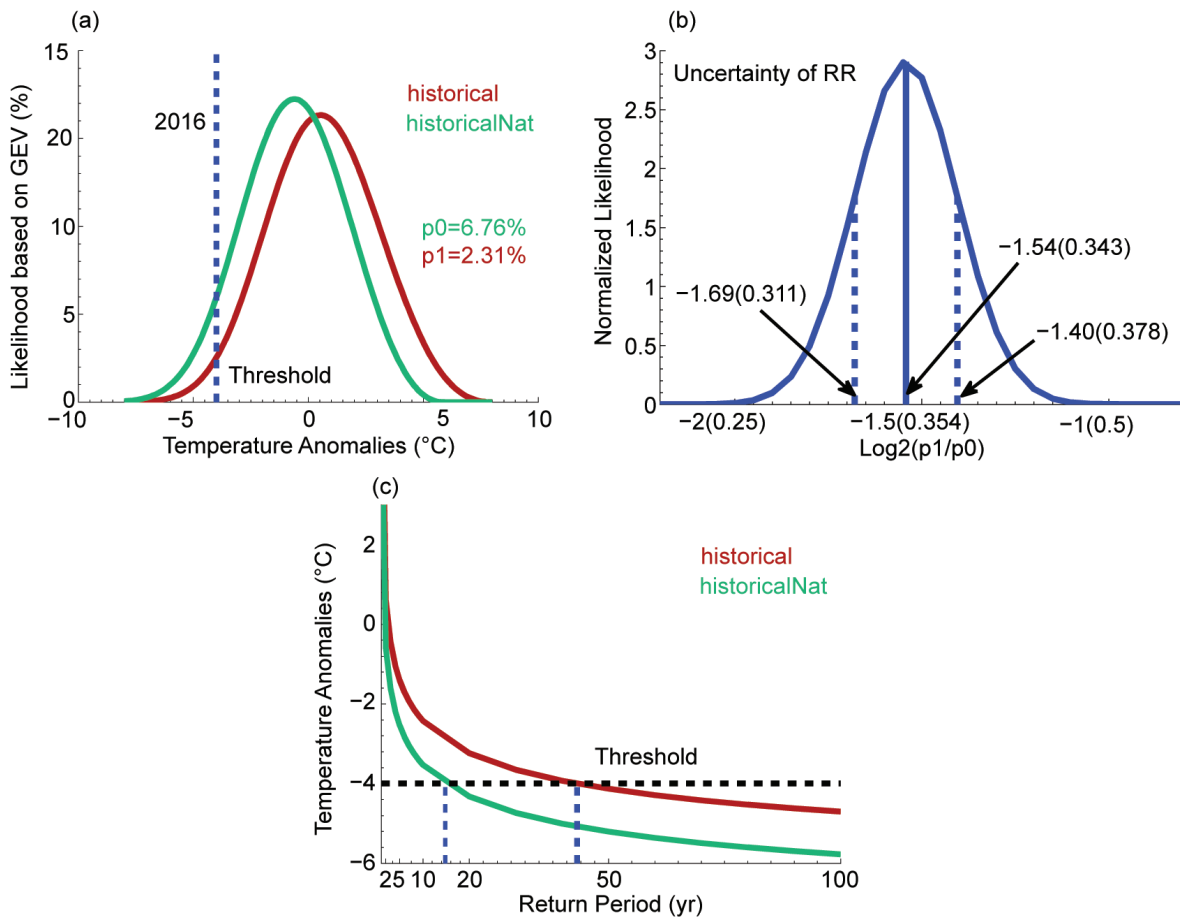 (a)
15
20
10
5
0
Likelihood based on GEV (%)
2016
historical
historicalNat
p0=6.76%
p1=2.31%
Threshold
−10
−5
0
5
10
Temperature Anomalies (°C)
(b)
3
2.5
2
1.5
1
0.5
0
Normalized Likelihood
Uncertainty of RR
−1.54(0.343)
−1.69(0.311)
−1.40(0.378)
−2(0.25)
−1.5(0.354)
−1(0.5)
Log2(p1/p0)
(c)
2
0
−2
−4
−6
Temperature Anomalies (°C)
historical
historicalNat
Threshold
25 10 20 50 100
Return Period (yr)